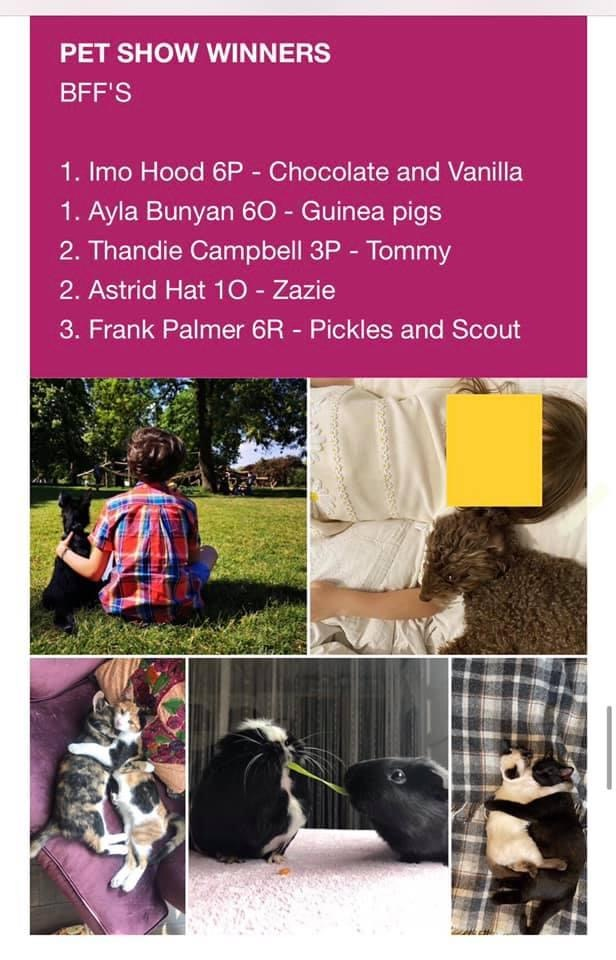 PET SHOW WINNERS
BFF'S
1. Imo Hood 6P - Chocolate and Vanilla
1. Ayla Bunyan 6O - Guinea pigs
2. Thandie Campbell 3P - Tommy
2. Astrid Hat 1O - Zazie
3. Frank Palmer 6R - Pickles and Scout